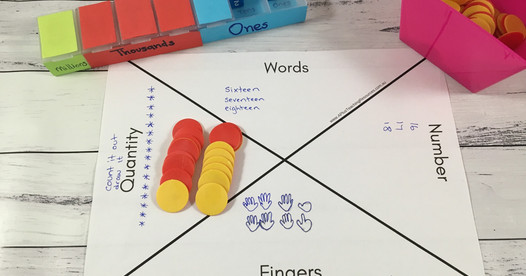 Millions
Thousands
Ones
Words
Sixteen
seventeen
eighteen
Number
16
17
18
Quantity
count it out
draw it
Fingers